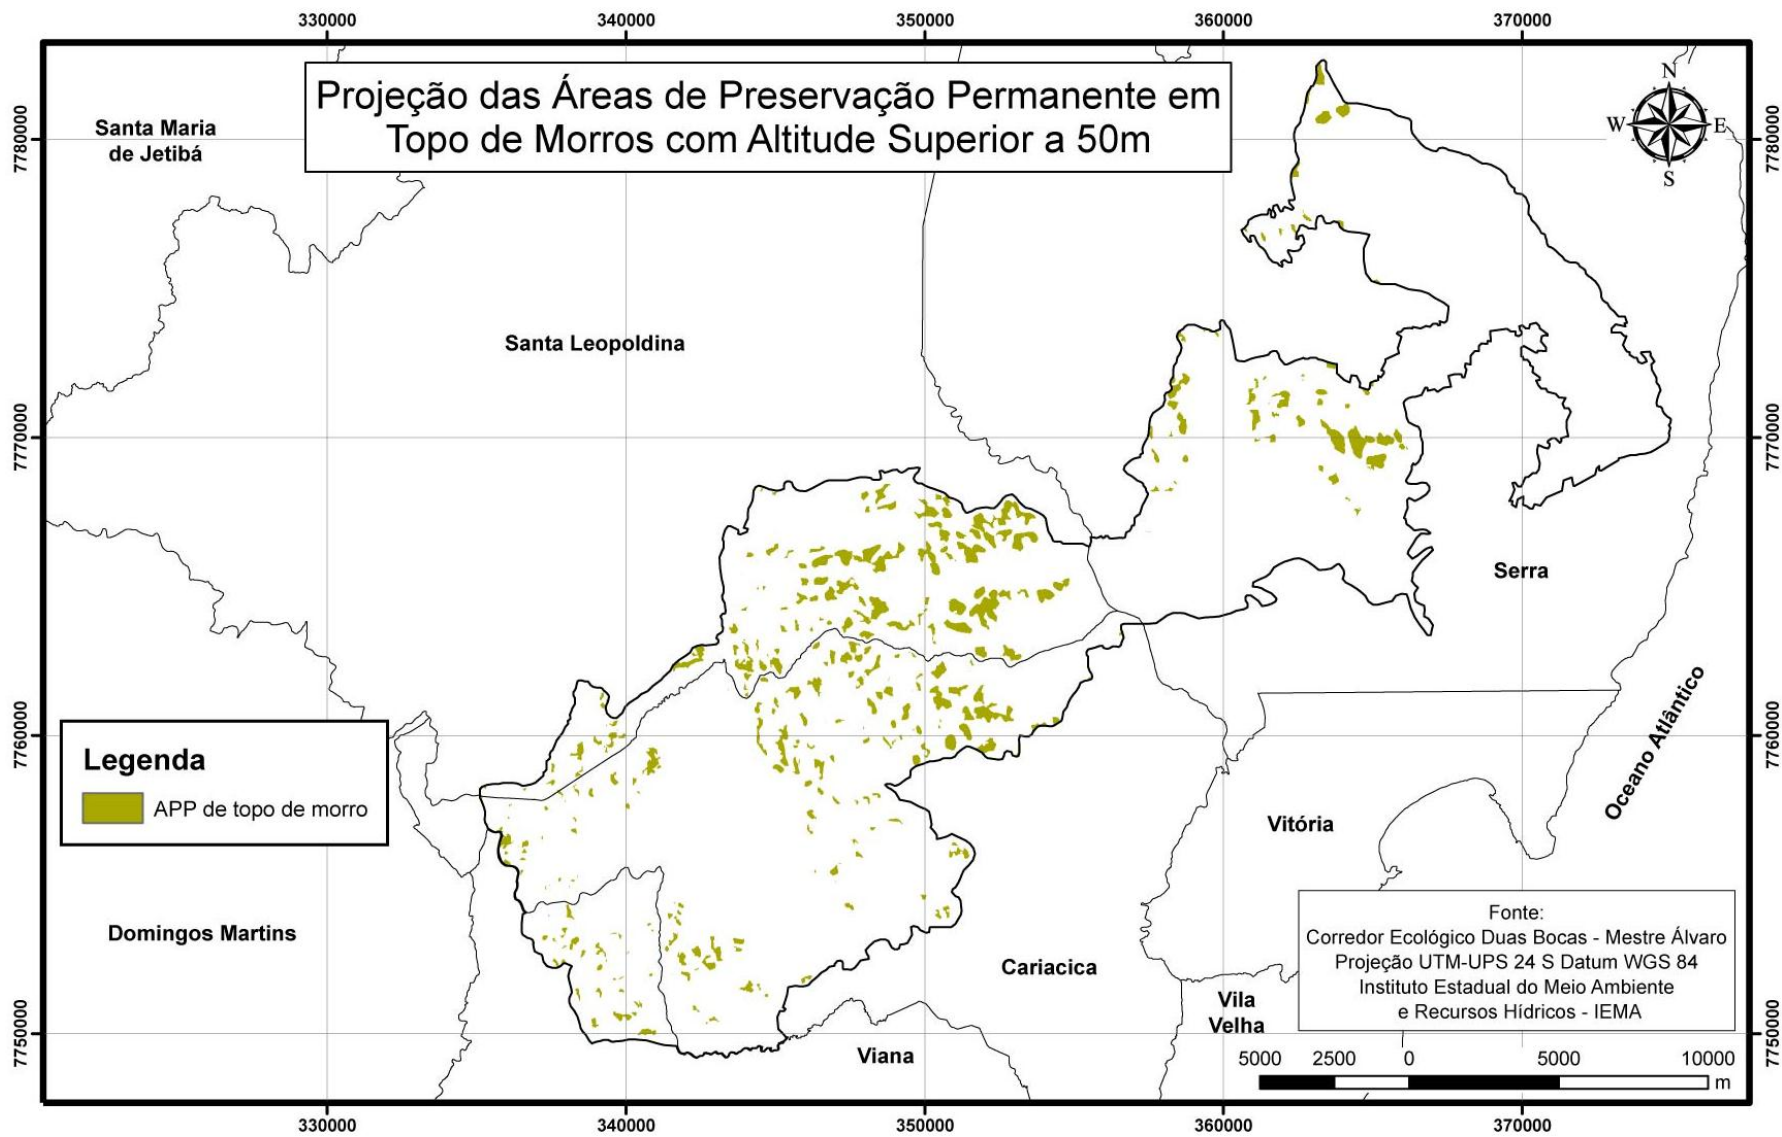 330000 340000 350000 360000 370000
Projeção das Áreas de Preservação Permanente em
Topo de Morros com Altitude Superior a 50m
N
W E
S
7780000 7780000
Santa Maria
de Jetibá
Santa Leopoldina
7770000 7770000
Serra
Oceano Atlântico
7760000 7760000
Legenda
APP de topo de morro
Vitória
Domingos Martins
Cariacica
Vila
Velha
Viana
Fonte:
Corredor Ecológico Duas Bocas - Mestre Álvaro
Projeção UTM-UPS 24 S Datum WGS 84
Instituto Estadual do Meio Ambiente
e Recursos Hídricos - IEMA
7750000 7750000
5000 2500 0 5000 10000
m
330000 340000 350000 360000 370000